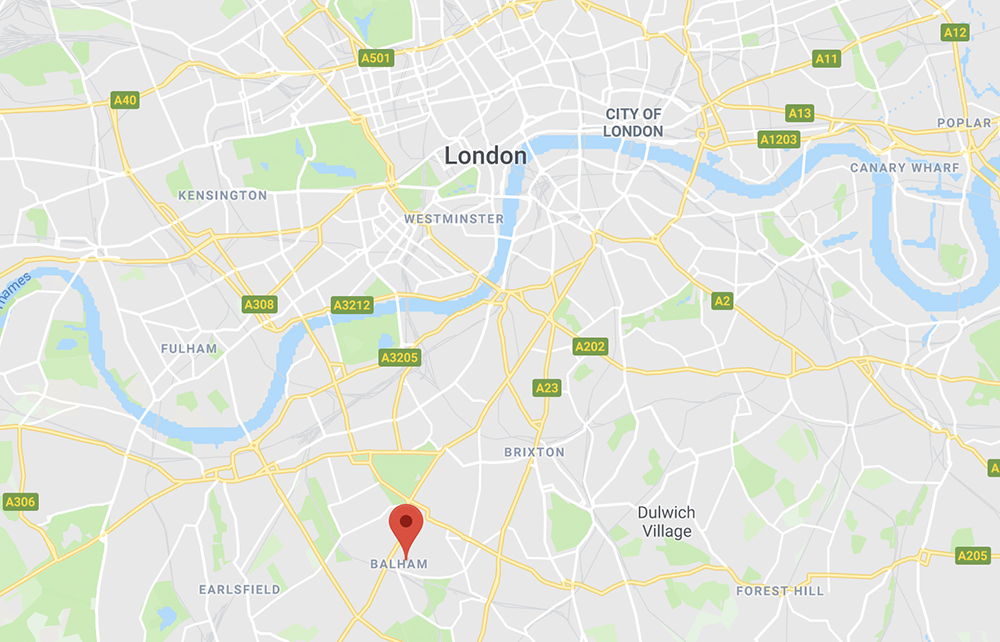 A12
A501
A11
A40
A13
CITY OF
LONDON
POPLAR
A1203
London
CANARY WHARF
KENSINGTON
WESTMINSTER
A308
A3212
A2
FULHAM
A202
A3205
A23
BRIXTON
A306
Dulwich
Village
A205
BALHAM
EARLSFIELD
FOREST HILL